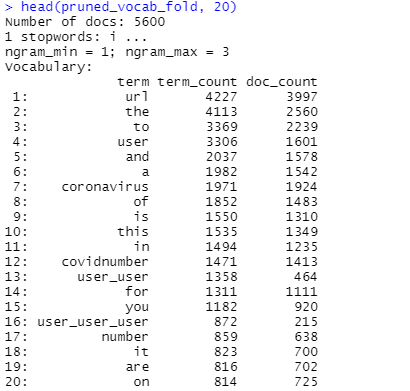 > head(pruned_vocab_fold, 20)
Number of docs: 5600
1 stopwords: i ...
ngram_min = 1; ngram_max = 3
Vocabulary:
term term_count doc_count
1: url 4227 3997
2: the 4113 2560
3: to 3369 2239
4: user 3306 1601
5: and 2037 1578
6: a 1982 1542
7: coronavirus 1971 1924
8: of 1852 1483
9: is 1550 1310
10: this 1535 1349
11: in 1494 1235
12: covidnumber 1471 1413
13: user_user 1358 464
14: for 1311 1111
15: you 1182 920
16: user_user_user 872 215
17: number 859 638
18: it 823 700
19: are 816 702
20: on 814 725